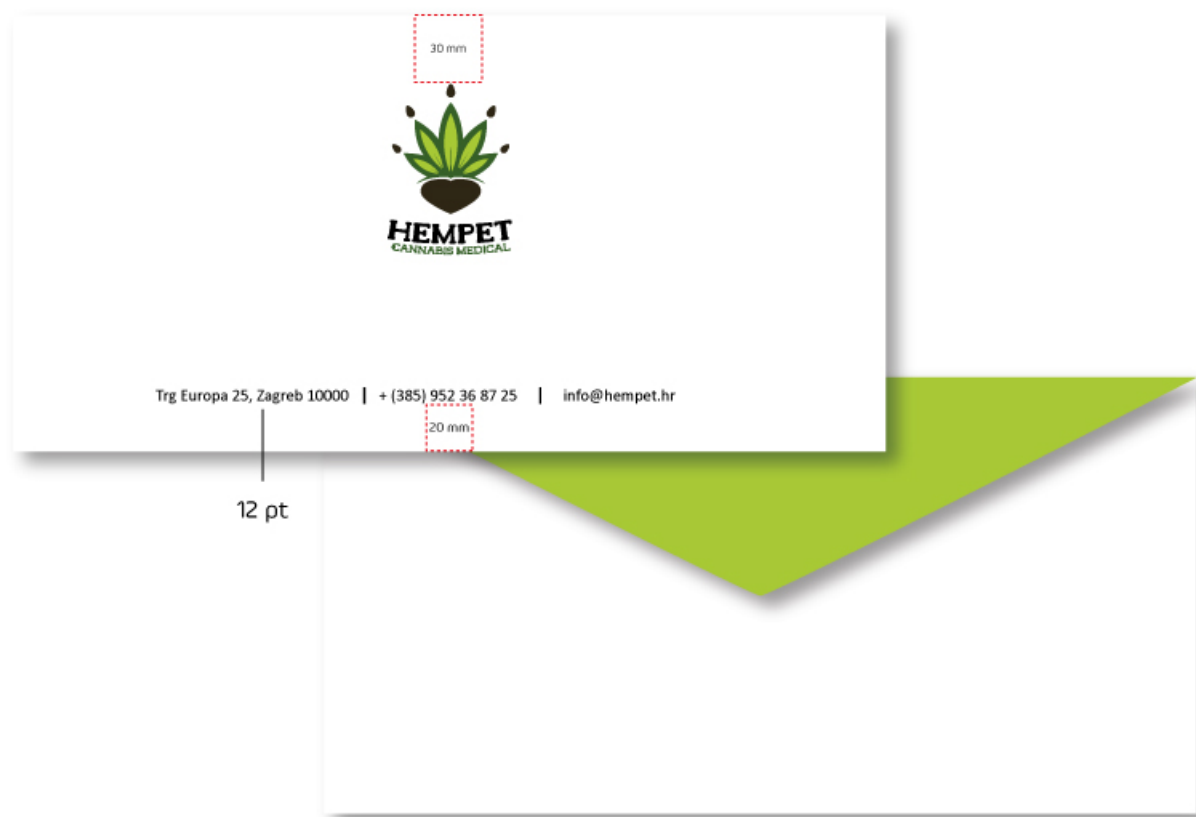 30 mm
HEMPET
CANNABIS MEDICAL
Trg Europa 25, Zagreb 10000 | + (385) 952 36 87 25 | info@hempet.hr
20 mm
12 pt